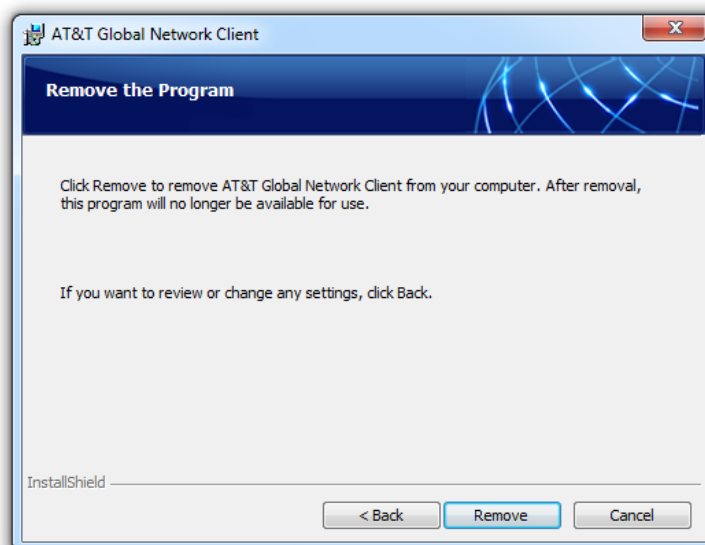 AT&T Global Network Client
X
Remove the Program
Click Remove to remove AT&T Global Network Client from your computer. After removal,
this program will no longer be available for use.
If you want to review or change any settings, click Back.
InstallShield
< Back Remove Cancel